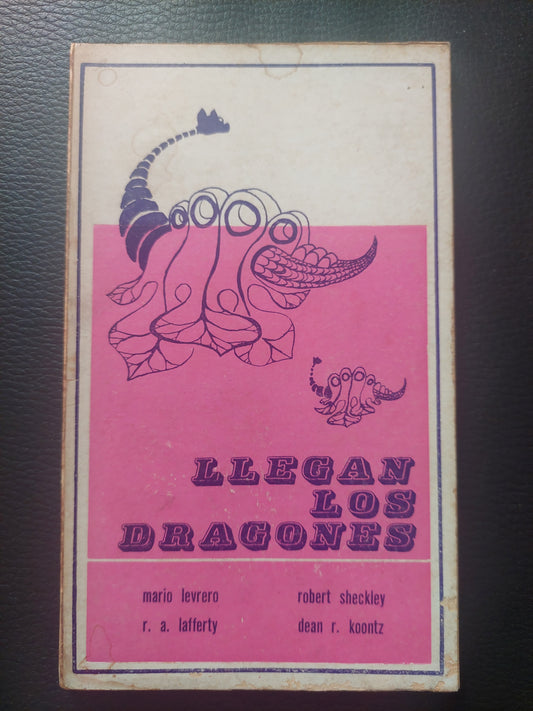 LLEGAN
LOS
DRAGONES
mario levrero
robert sheckley
r. a. lafferty
dean r. koontz